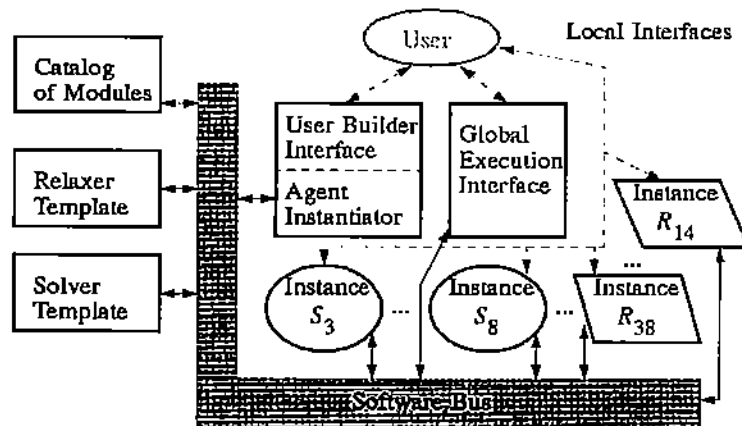 User
Local Interfaces
Catalog
of Modules
User Builder
Interface
Global
Execution
Interface
Relaxer
Template
Agent
Instantiator
Instance
R14
Solver
Template
Instance
S3
...
Instance
S8
...
Instance
R38
...
Software Bus